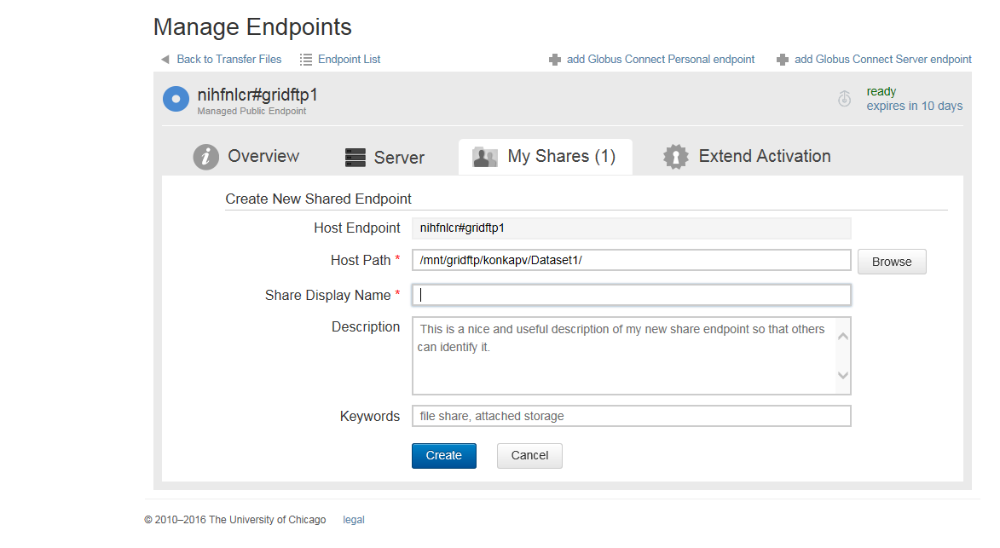 Manage Endpoints
Back to Transfer Files Endpoint List add Globus Connect Personal endpoint add Globus Connect Server endpoint
nihfnlcr#gridftp1
Managed Public Endpoint
ready
expires in 10 days
Overview Server My Shares (1) Extend Activation
Create New Shared Endpoint
Host Endpoint nihfnlcr#gridftp1
Host Path * /mnt/gridftp/konkapv/Dataset1/ Browse
Share Display Name *
Description This is a nice and useful description of my new share endpoint so that others
can identify it.
Keywords file share, attached storage
Create Cancel
© 2010–2016 The University of Chicago legal